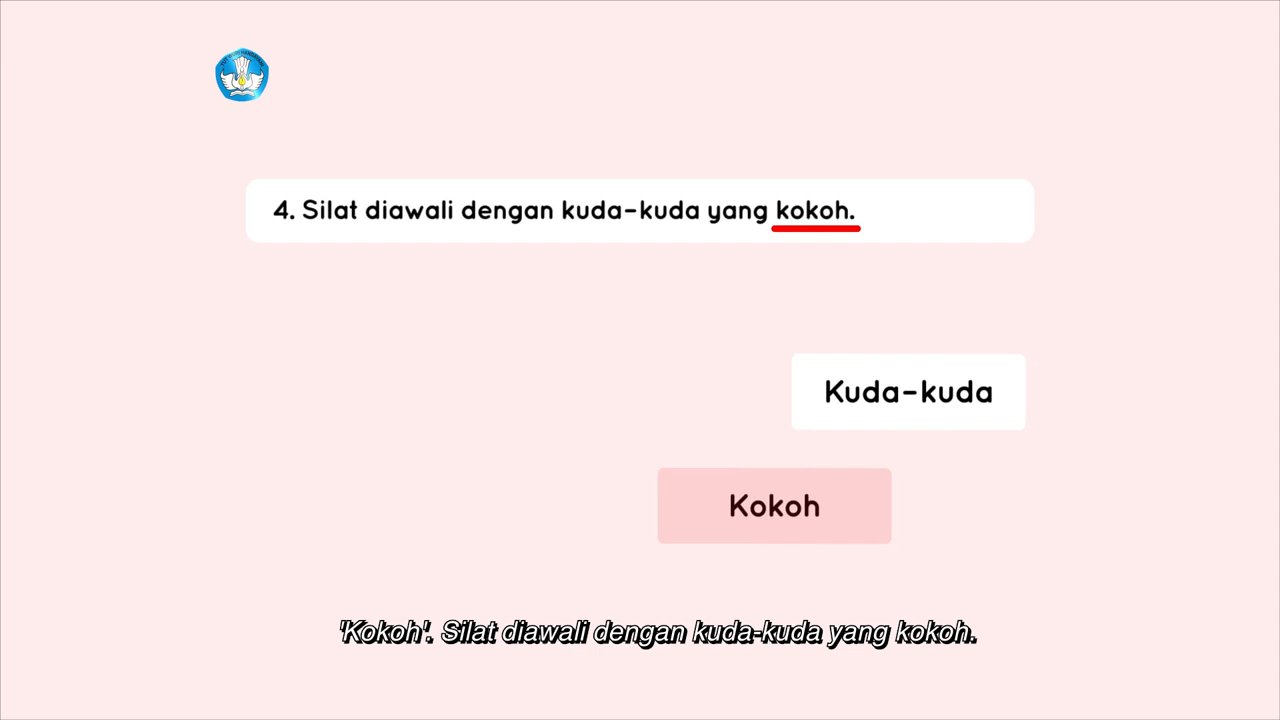 4. Silat diawali dengan kuda-kuda yang kokoh.
Kuda-kuda
Kokoh
'Kokoh'. Silat diawali dengan kuda-kuda yang kokoh.